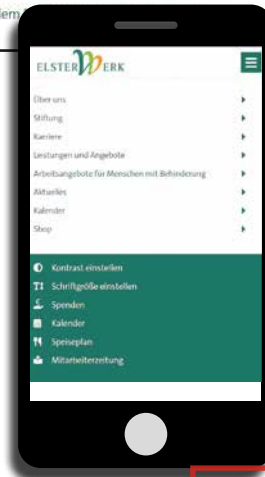 dem
ELSTERWERK
Über uns
Stiftung
Karriere
Leistungen und Angebote
Arbeitsangebote für Menschen mit Behinderung
Aktuelles
Kalender
Shop
Kontrast einstellen
Schriftgröße einstellen
Spenden
Kalender
Speiseplan
Mitarbeiterzeitung